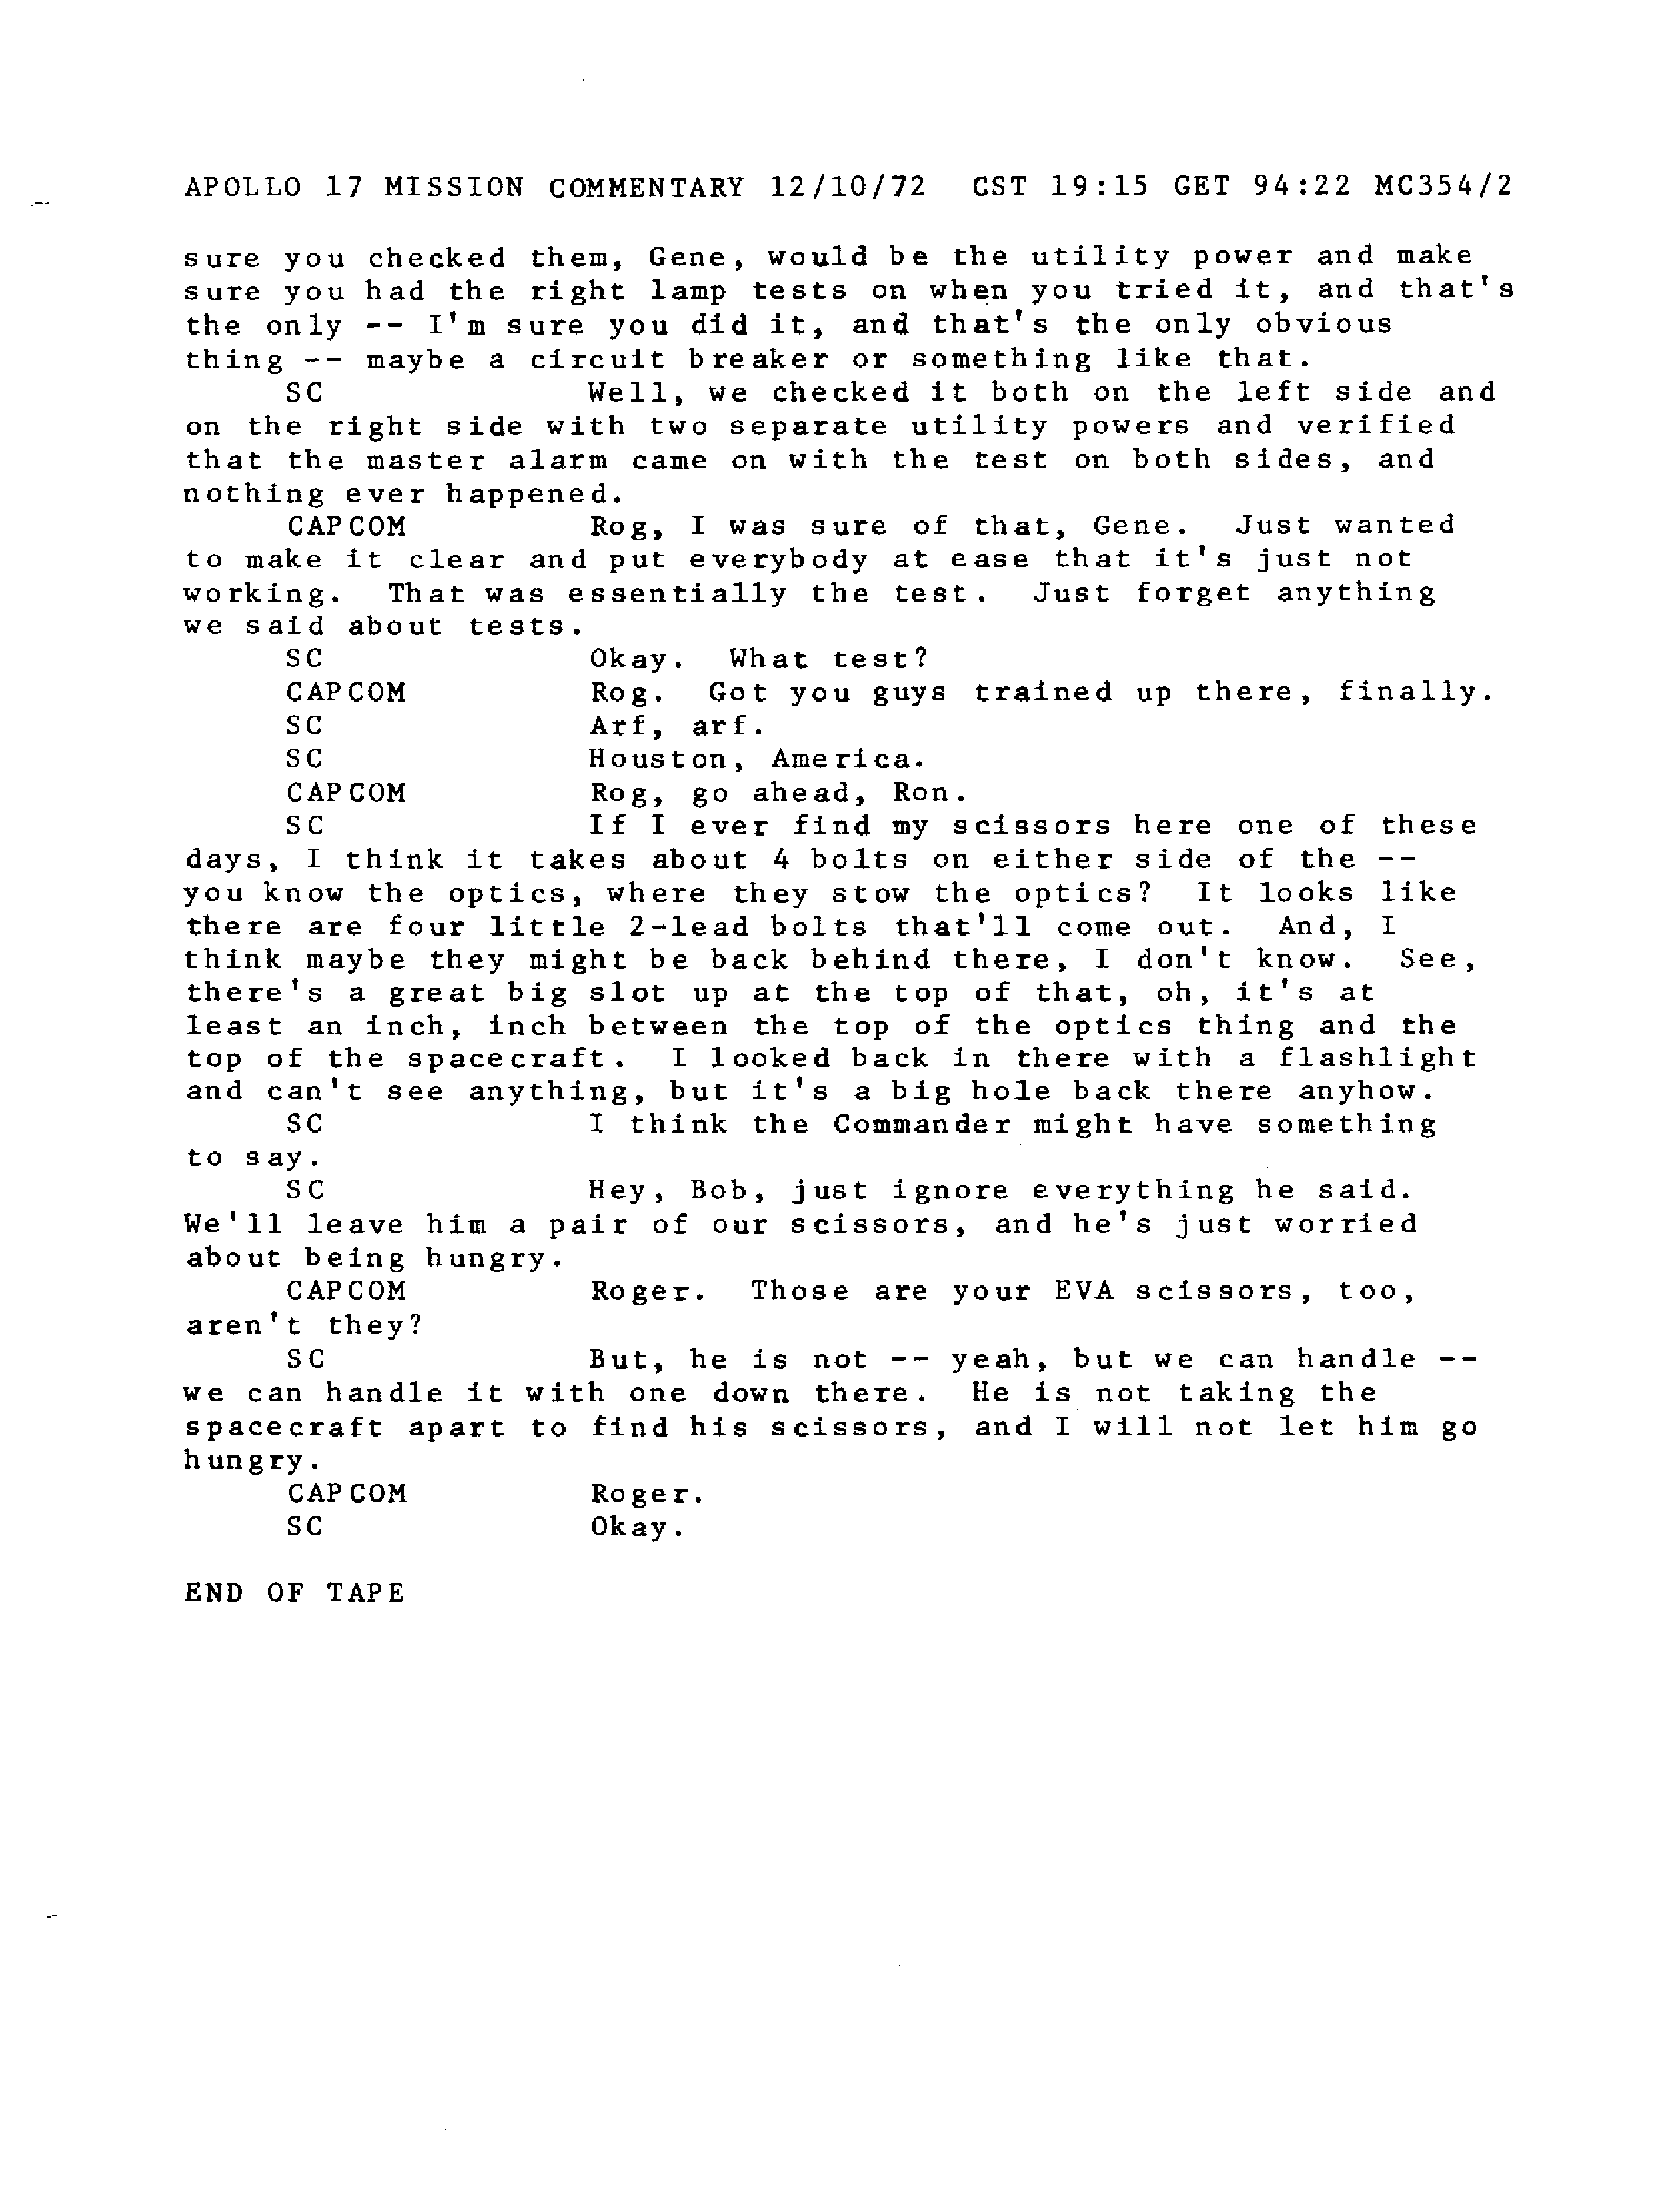 APOLLO 17 MISSION COMMENTARY 12/10/72 CST 19:15 GET 94:22 MC354/2
sure you checked them, Gene, would be the utility power and make
sure you had the right lamp tests on when you tried it, and that's
the only -- I'm sure you did it, and that's the only obvious
thing -- maybe a circuit breaker or something like that.
SC Well, we checked it both on the left side and
on the right side with two separate utility powers and verified
that the master alarm came on with the test on both sides, and
nothing ever happened.
CAPCOM Rog, I was sure of that, Gene. Just wanted
to make it clear and put everybody at ease that it's just not
working. That was essentially the test. Just forget anything
we said about tests.
SC Okay. What test?
CAPCOM Rog. Got you guys trained up there, finally.
SC Arf, arf.
SC Houston, America.
CAPCOM Rog, go ahead, Ron.
SC If I ever find my scissors here one of these
days, I think it takes about 4 bolts on either side of the --
you know the optics, where they stow the optics? It looks like
there are four little 2-lead bolts that'll come out. And, I
think maybe they might be back behind there, I don't know. See,
there's a great big slot up at the top of that, oh, it's at
least an inch, inch between the top of the optics thing and the
top of the spacecraft. I looked back in there with a flashlight
and can't see anything, but it's a big hole back there anyhow.
SC I think the Commander might have something
to say.
SC Hey, Bob, just ignore everything he said.
We'll leave him a pair of our scissors, and he's just worried
about being hungry.
CAPCOM Roger. Those are your EVA scissors, too,
aren't they?
SC But, he is not -- yeah, but we can handle --
we can handle it with one down there. He is not taking the
spacecraft apart to find his scissors, and I will not let him go
hungry.
CAPCOM Roger.
SC Okay.
END OF TAPE